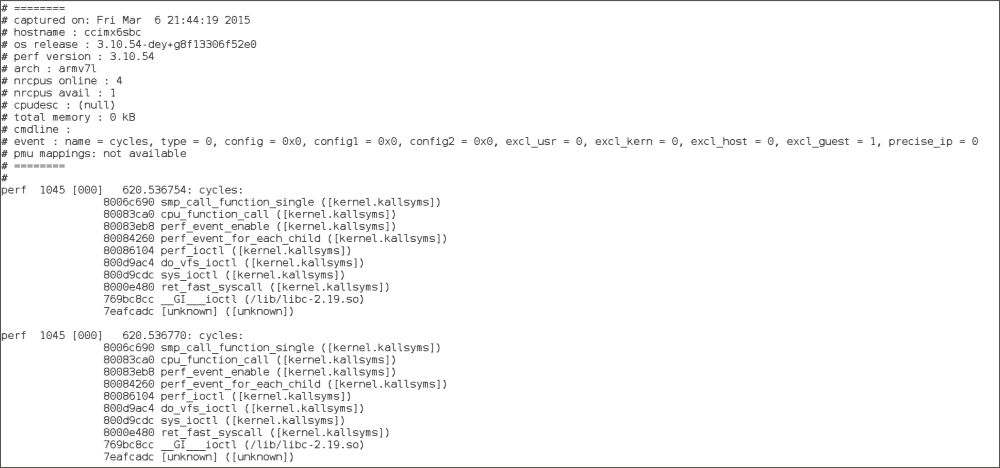 # ========
# captured on: Fri Mar  6 21:44:19 2015
# hostname : ccimx6sbc
# os release : 3.10.54-dey+g8f13306f52e0
# perf version : 3.10.54
# arch : armv7l
# nrcpus online : 4
# nrcpus avail : 1
# cpudesc : (null)
# total memory : 0 kB
# cmdline :
# event : name = cycles, type = 0, config = 0x0, config1 = 0x0, config2 = 0x0, excl_usr = 0, excl_kern = 0, excl_host = 0, excl_guest = 1, precise_ip = 0
# pmu mappings: not available
# ========
#
perf  1045 [000]   620.536754: cycles:
8006c690 smp_call_function_single ([kernel.kallsyms])
80083ca0 cpu_function_call ([kernel.kallsyms])
80083eb8 perf_event_enable ([kernel.kallsyms])
80084260 perf_event_for_each_child ([kernel.kallsyms])
80086104 perf_ioctl ([kernel.kallsyms])
800d9ac4 do_vfs_ioctl ([kernel.kallsyms])
800d9cdc sys_ioctl ([kernel.kallsyms])
8000e480 ret_fast_syscall ([kernel.kallsyms])
769bc8cc __GI___ioctl (/lib/libc-2.19.so)
7eafcadc [unknown] ([unknown])
perf  1045 [000]   620.536770: cycles:
8006c690 smp_call_function_single ([kernel.kallsyms])
80083ca0 cpu_function_call ([kernel.kallsyms])
80083eb8 perf_event_enable ([kernel.kallsyms])
80084260 perf_event_for_each_child ([kernel.kallsyms])
80086104 perf_ioctl ([kernel.kallsyms])
800d9ac4 do_vfs_ioctl ([kernel.kallsyms])
800d9cdc sys_ioctl ([kernel.kallsyms])
8000e480 ret_fast_syscall ([kernel.kallsyms])
769bc8cc __GI___ioctl (/lib/libc-2.19.so)
7eafcadc [unknown] ([unknown])